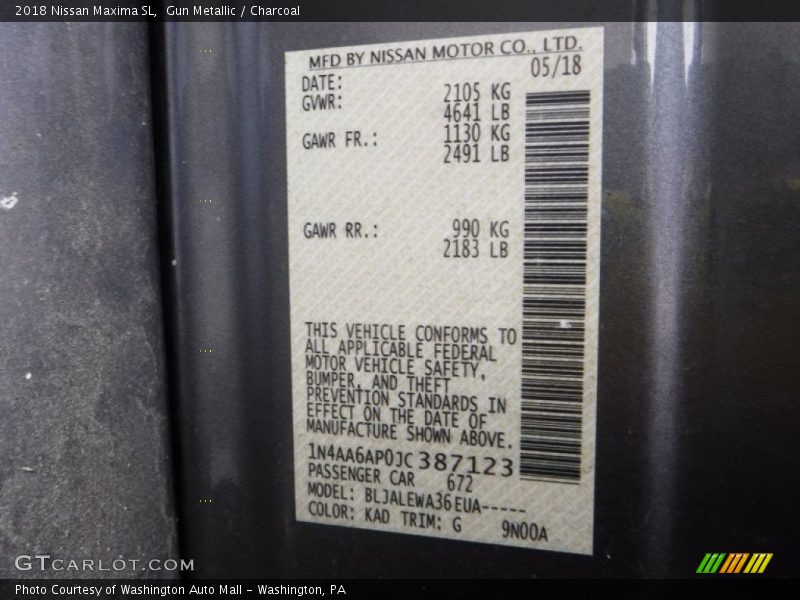 2018 Nissan Maxima SL,  Gun Metallic / Charcoal
MFD BY NISSAN MOTOR CO., LTD.
DATE: 05/18
GVWR: 2105 KG
4641 LB
GAWR FR.: 1130 KG
2491 LB
GAWR RR.: 990 KG
2183 LB
THIS VEHICLE CONFORMS TO
ALL APPLICABLE FEDERAL
MOTOR VEHICLE SAFETY,
BUMPER, AND THEFT
PREVENTION STANDARDS IN
EFFECT ON THE DATE OF
MANUFACTURE SHOWN ABOVE.
1N4AA6AP0JC387123
PASSENGER CAR 672
MODEL: BLJALEWA36EUA-----
COLOR: KAD TRIM: G 9N00A
GTCARLOT.COM
Photo Courtesy of Washington Auto Mall - Washington, PA